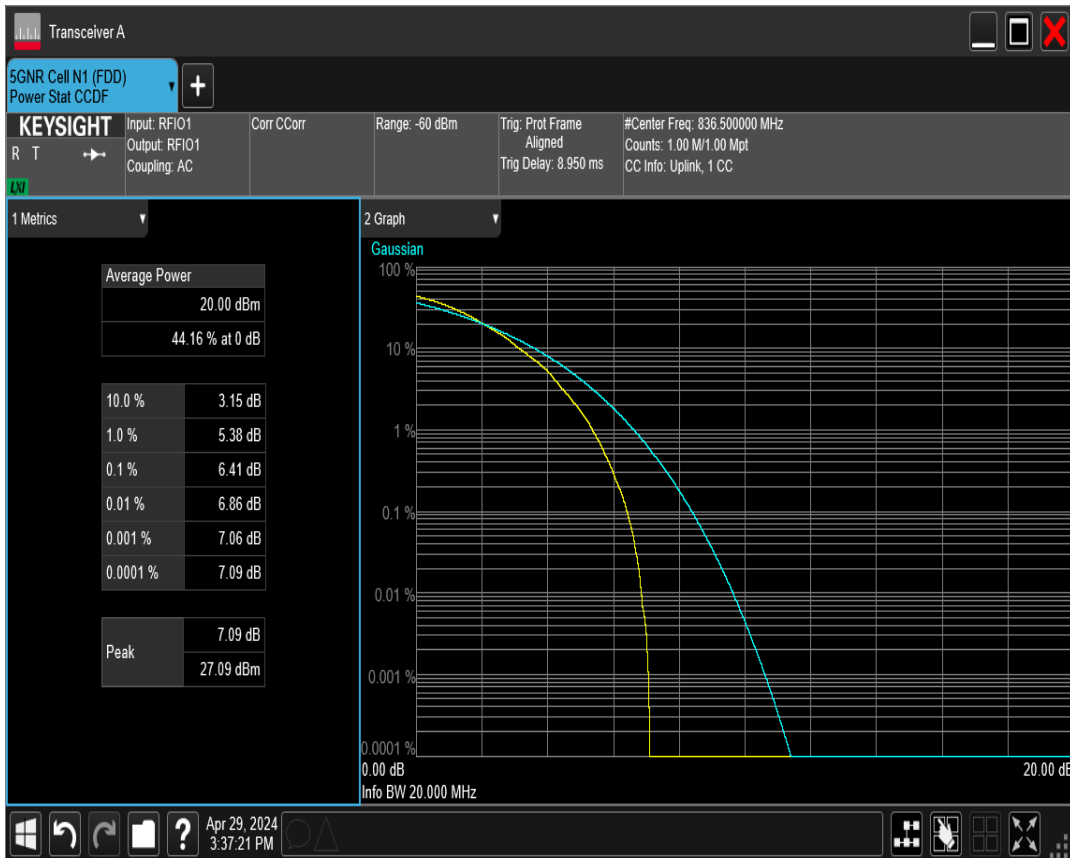 Transceiver A
5GNR Cell N1 (FDD)
Power Stat CCDF
+
KEYSIGHT
R T
LXI
Input: RFIO1
Output: RFIO1
Coupling: AC
Corr CCorr
Range: -60 dBm
Trig: Prot Frame
Aligned
Trig Delay: 8.950 ms
#Center Freq: 836.500000 MHz
Counts: 1.00 M/1.00 Mpt
CC Info: Uplink, 1 CC
1 Metrics
Average Power
20.00 dBm
44.16 % at 0 dB
10.0 % 3.15 dB
1.0 % 5.38 dB
0.1 % 6.41 dB
0.01 % 6.86 dB
0.001 % 7.06 dB
0.0001 % 7.09 dB
Peak
7.09 dB
27.09 dBm
2 Graph
Gaussian
100 %
10 %
1 %
0.1 %
0.01 %
0.001 %
0.0001 %
0.00 dB 20.00 dB
Info BW 20.000 MHz
?
Apr 29, 2024
3:37:21 PM